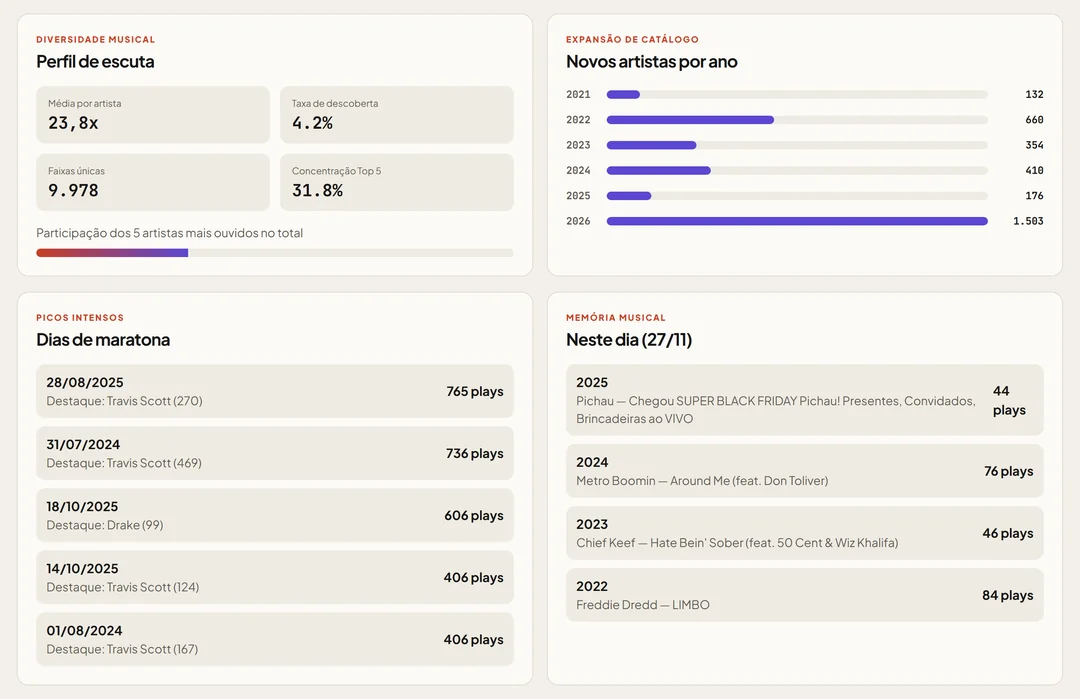 DIVERSIDADE MUSICAL
Perfil de escuta
Média por artista
23,8x
Taxa de descoberta
4.2%
Faixas únicas
9.978
Concentração Top 5
31.8%
Participação dos 5 artistas mais ouvidos no total
EXPANSÃO DE CATÁLOGO
Novos artistas por ano
2021 132
2022 660
2023 354
2024 410
2025 176
2026 1.503
PICOS INTENSOS
Dias de maratona
28/08/2025
Destaque: Travis Scott (270)
765 plays
31/07/2024
Destaque: Travis Scott (469)
736 plays
18/10/2025
Destaque: Drake (99)
606 plays
14/10/2025
Destaque: Travis Scott (124)
406 plays
01/08/2024
Destaque: Travis Scott (167)
406 plays
MEMÓRIA MUSICAL
Neste dia (27/11)
2025
Pichau — Chegou SUPER BLACK FRIDAY Pichau! Presentes, Convidados,
Brincadeiras ao VIVO
44
plays
2024
Metro Boomin — Around Me (feat. Don Toliver)
76 plays
2023
Chief Keef — Hate Bein' Sober (feat. 50 Cent & Wiz Khalifa)
46 plays
2022
Freddie Dredd — LIMBO
84 plays